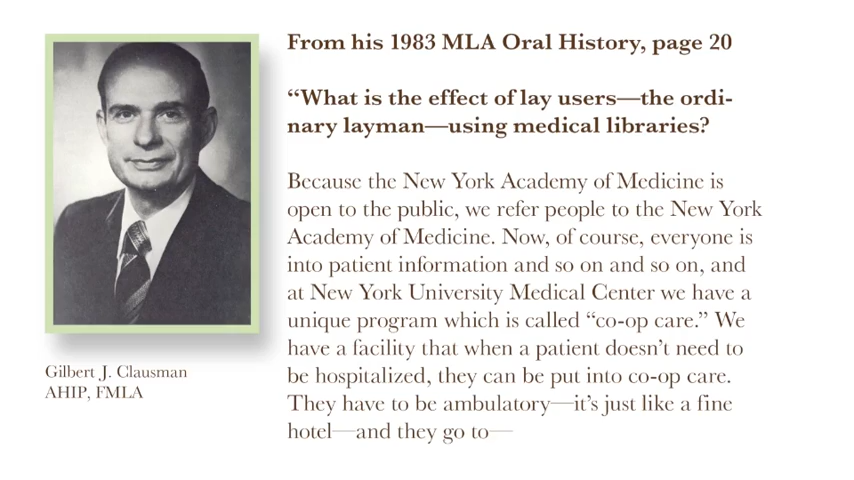 From his 1983 MLA Oral History, page 20
“What is the effect of lay users—the ordi-
nary layman—using medical libraries?
Because the New York Academy of Medicine is
open to the public, we refer people to the New York
Academy of Medicine. Now, of course, everyone is
into patient information and so on and so on, and
at New York University Medical Center we have a
unique program which is called “co-op care.” We
have a facility that when a patient doesn’t need to
be hospitalized, they can be put into co-op care.
They have to be ambulatory—it’s just like a fine
hotel—and they go to—
Gilbert J. Clausman
AHIP, FMLA